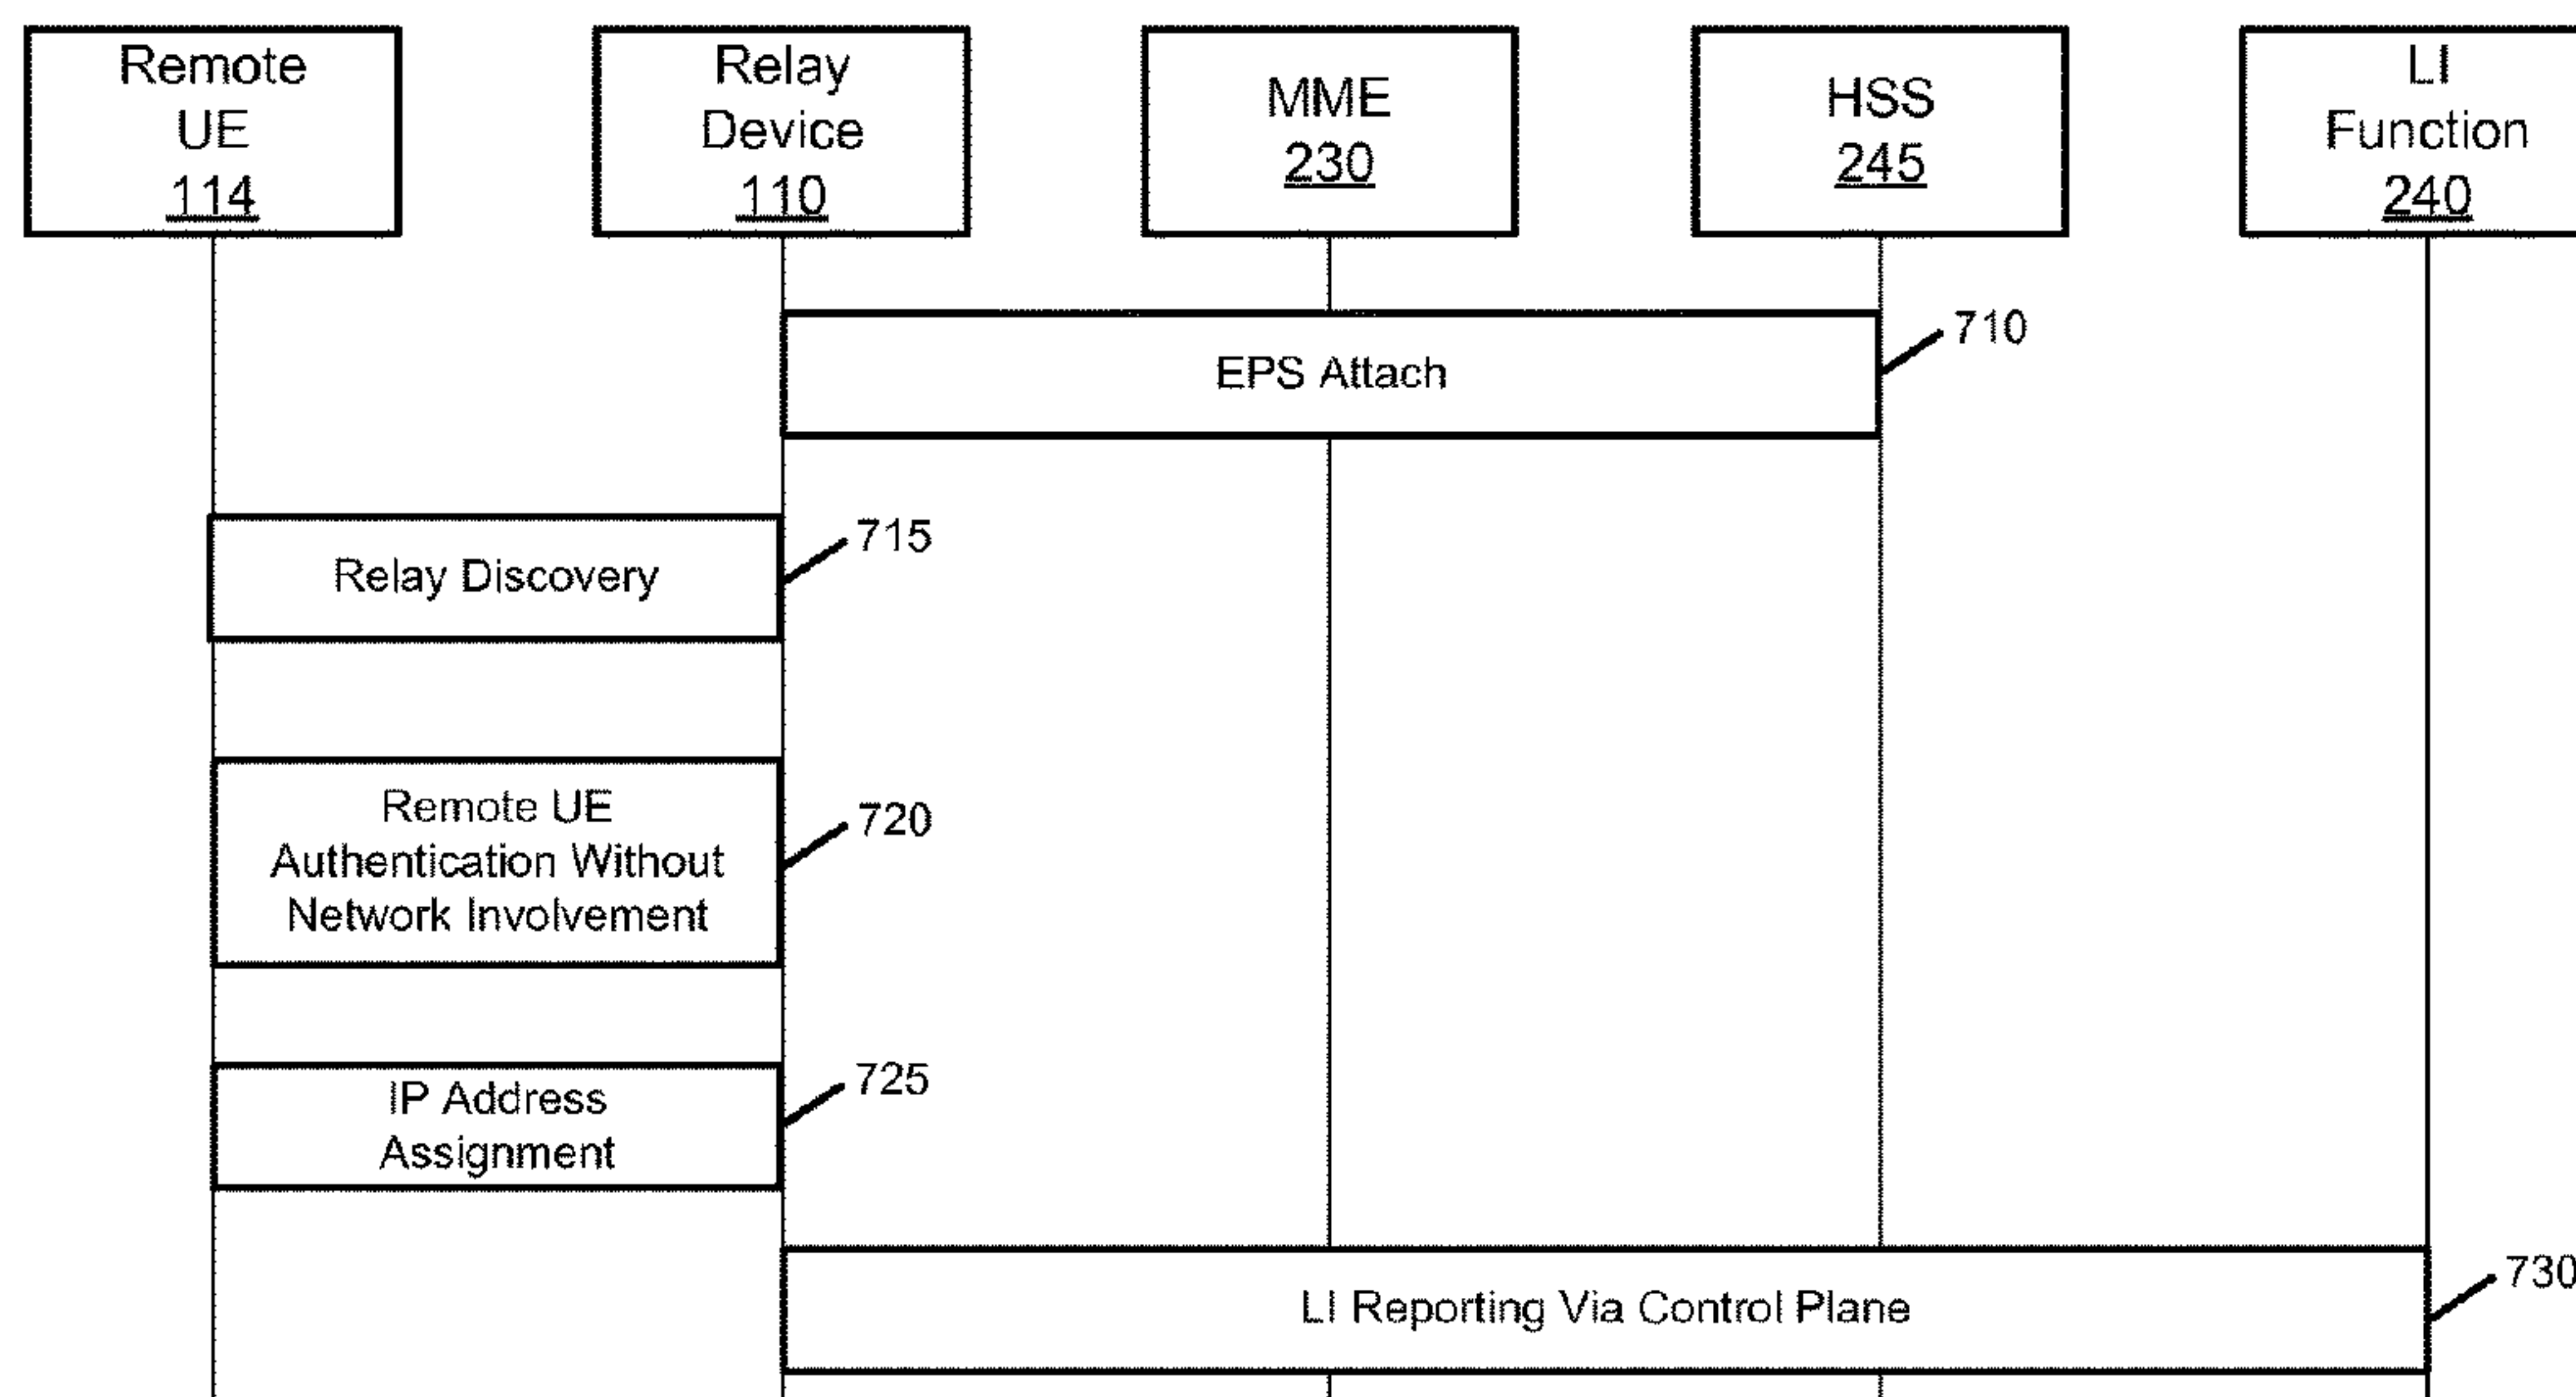 Remote
UE
114
Relay
Device
110
MME
230
HSS
245
LI
Function
240
EPS Attach
710
Relay Discovery
715
Remote UE
Authentication Without
Network Involvement
720
IP Address
Assignment
725
LI Reporting Via Control Plane
730